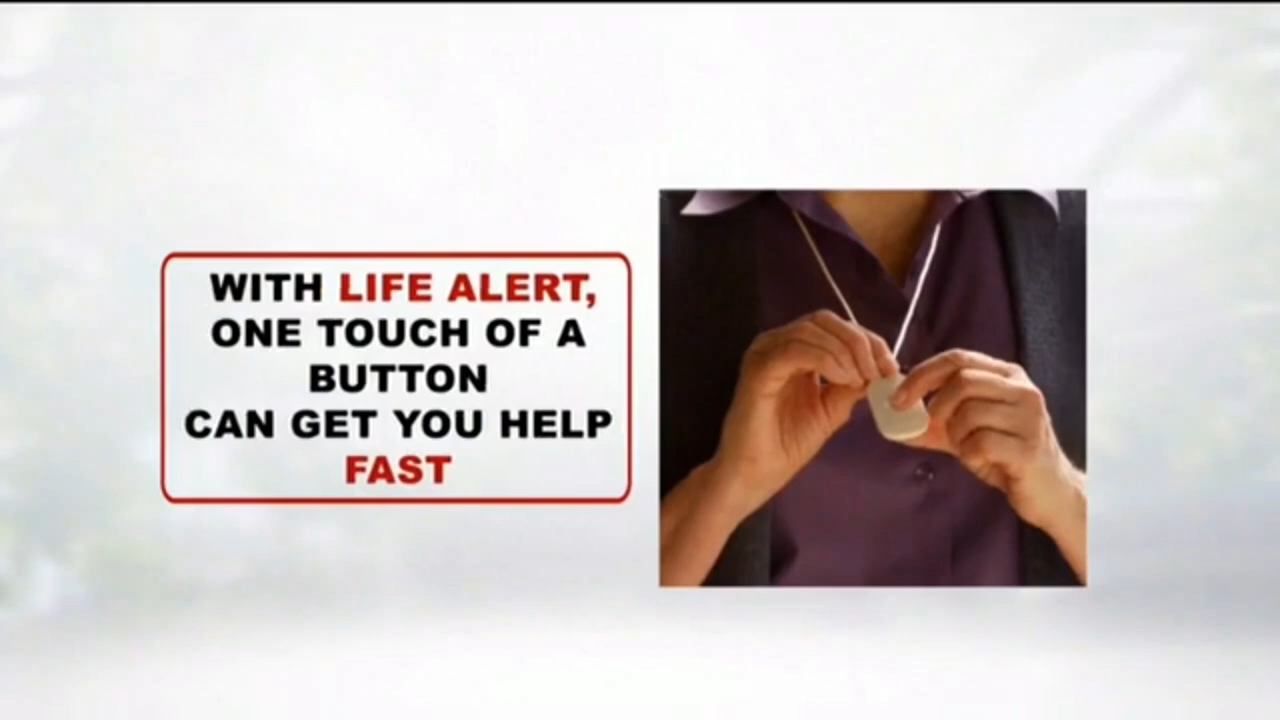 WITH LIFE ALERT,
ONE TOUCH OF A
BUTTON
CAN GET YOU HELP
FAST